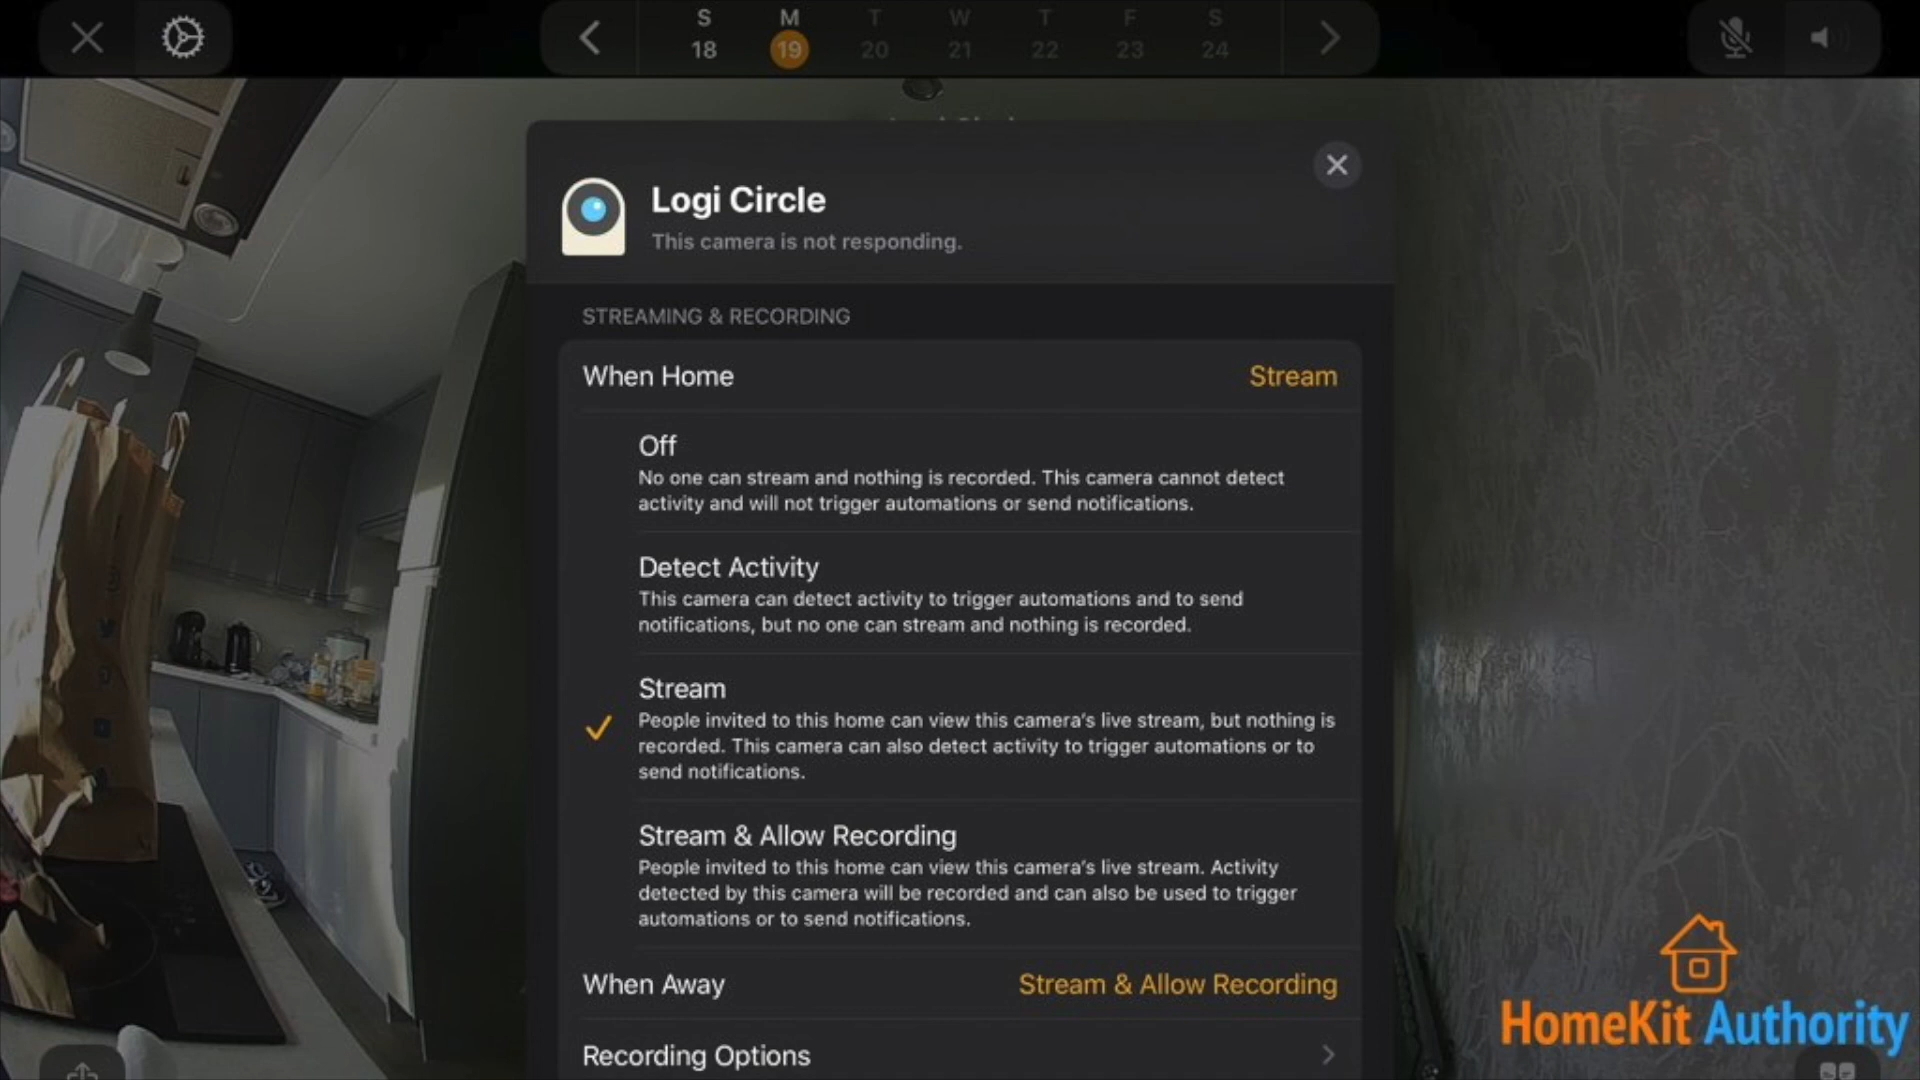 S M T W T F S
18 19 20 21 22 23 24
Logi Circle
This camera is not responding.
STREAMING & RECORDING
When Home Stream
Off
No one can stream and nothing is recorded. This camera cannot detect
activity and will not trigger automations or send notifications.
Detect Activity
This camera can detect activity to trigger automations and to send
notifications, but no one can stream and nothing is recorded.
Stream
People invited to this home can view this camera's live stream, but nothing is
recorded. This camera can also detect activity to trigger automations or to
send notifications.
Stream & Allow Recording
People invited to this home can view this camera's live stream. Activity
detected by this camera will be recorded and can also be used to trigger
automations or to send notifications.
When Away Stream & Allow Recording
Recording Options
HomeKit Authority